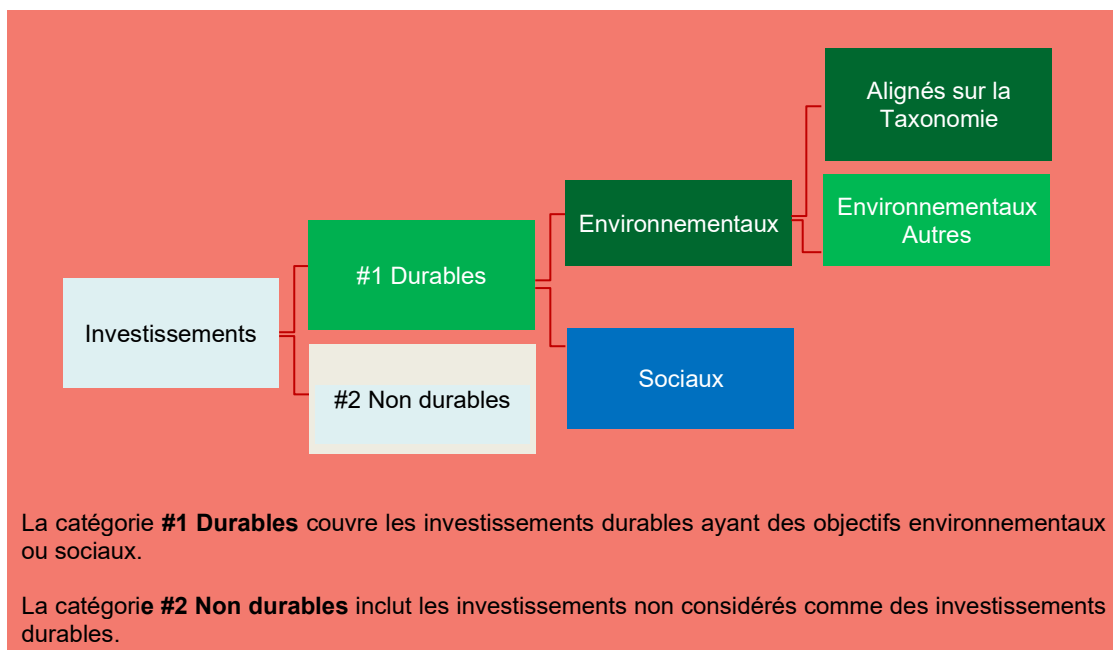 Alignés sur la
Taxonomie
Environnementaux
Environnementaux
Autres
#1 Durables
Investissements
Sociaux
#2 Non durables
La catégorie #1 Durables couvre les investissements durables ayant des objectifs environnementaux
ou sociaux.
La catégorie #2 Non durables inclut les investissements non considérés comme des investissements
durables.